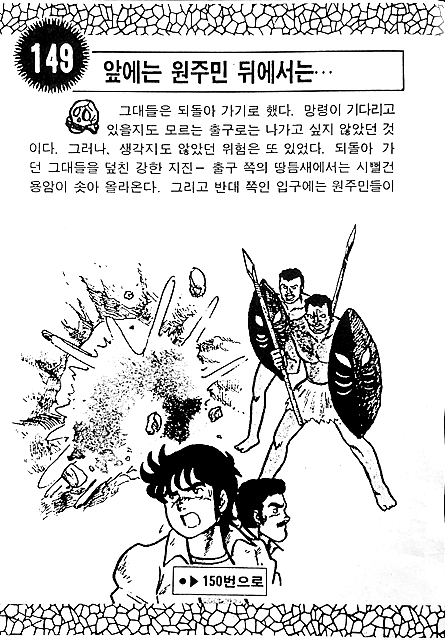 149
앞에는 원주민 뒤에서는…
그대들은 되돌아 가기로 했다. 망령이 기다리고
있을지도 모르는 출구로는 나가고 싶지 않았던 것
이다. 그러나, 생각지도 않았던 위험은 또 있었다. 되돌아 가
던 그대들을 덮친 강한 지진— 출구 쪽의 땅틈새에서는 시뻘건
용암이 솟아 올라온다. 그리고 반대 쪽인 입구에는 원주민들이
●▶150번으로